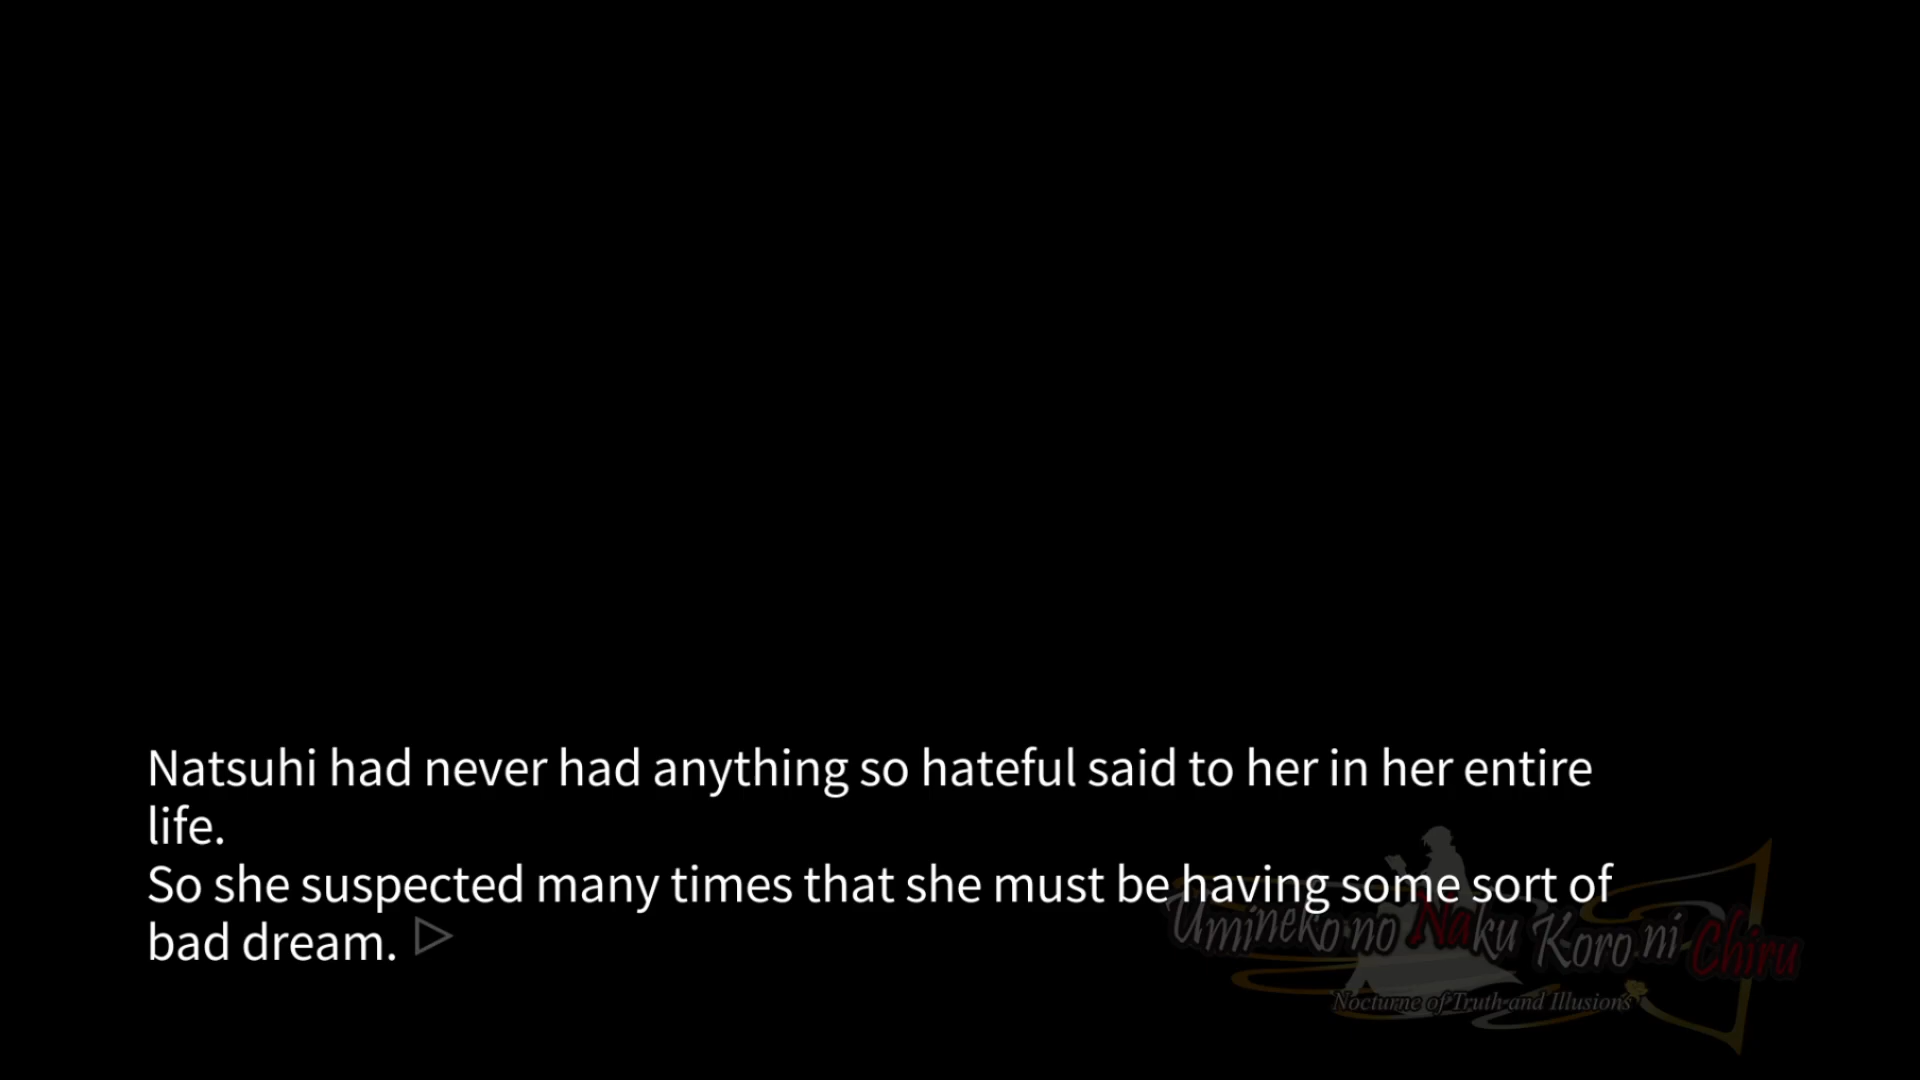 Natsuhi had never had anything so hateful said to her in her entire
life.
So she suspected many times that she must be having some sort of
bad dream.
Umineko no Naku Koro ni Chiru
Nocturne of Truth and Illusions